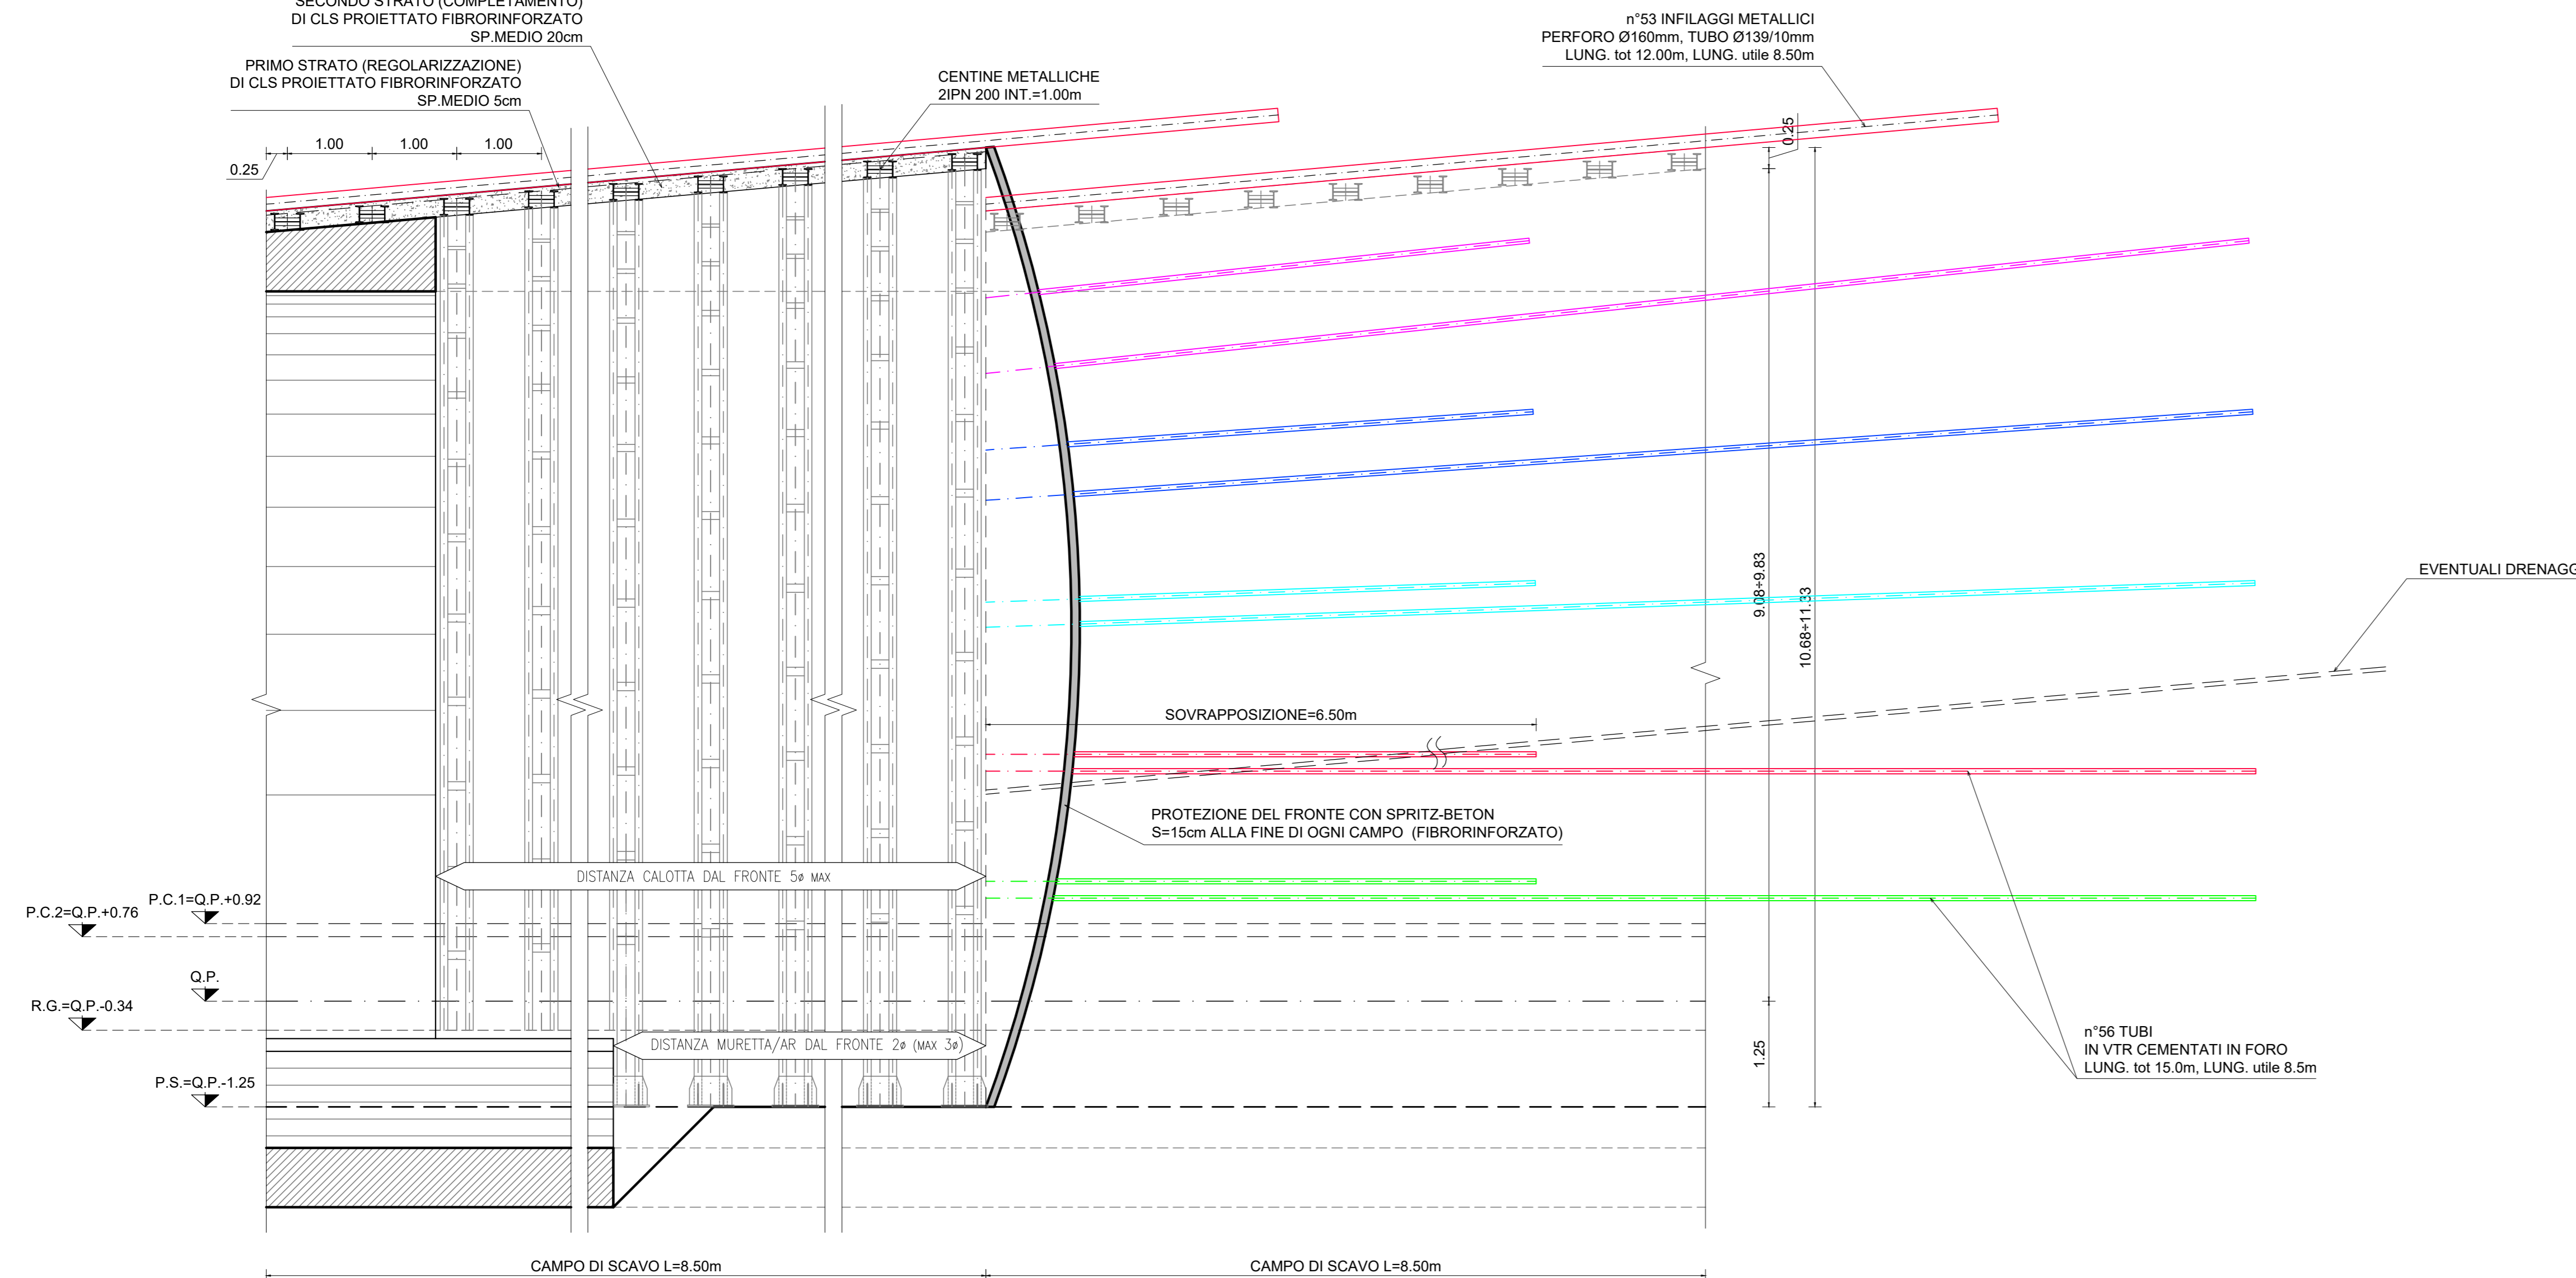 SECONDO STRATO (COMPLETAMENTO)
DI CLS PROIETTATO FIBRORINFORZATO
SP.MEDIO 20cm
PRIMO STRATO (REGOLARIZZAZIONE)
DI CLS PROIETTATO FIBRORINFORZATO
SP.MEDIO 5cm
CENTINE METALLICHE
2IPN 200 INT.=1.00m
n°53 INFILAGGI METALLICI
PERFORO Ø160mm, TUBO Ø139/10mm
LUNG. tot 12.00m, LUNG. utile 8.50m
0.25
1.00
1.00
1.00
0.25
9.08÷9.83
10.68÷11.33
1.25
EVENTUALI DRENAGG
SOVRAPPOSIZIONE=6.50m
PROTEZIONE DEL FRONTE CON SPRITZ-BETON
S=15cm ALLA FINE DI OGNI CAMPO (FIBRORINFORZATO)
DISTANZA CALOTTA DAL FRONTE 5ø MAX
P.C.1=Q.P.+0.92
P.C.2=Q.P.+0.76
Q.P.
R.G.=Q.P.-0.34
DISTANZA MURETTA/AR DAL FRONTE 2ø (MAX 3ø)
P.S.=Q.P.-1.25
n°56 TUBI
IN VTR CEMENTATI IN FORO
LUNG. tot 15.0m, LUNG. utile 8.5m
CAMPO DI SCAVO L=8.50m
CAMPO DI SCAVO L=8.50m